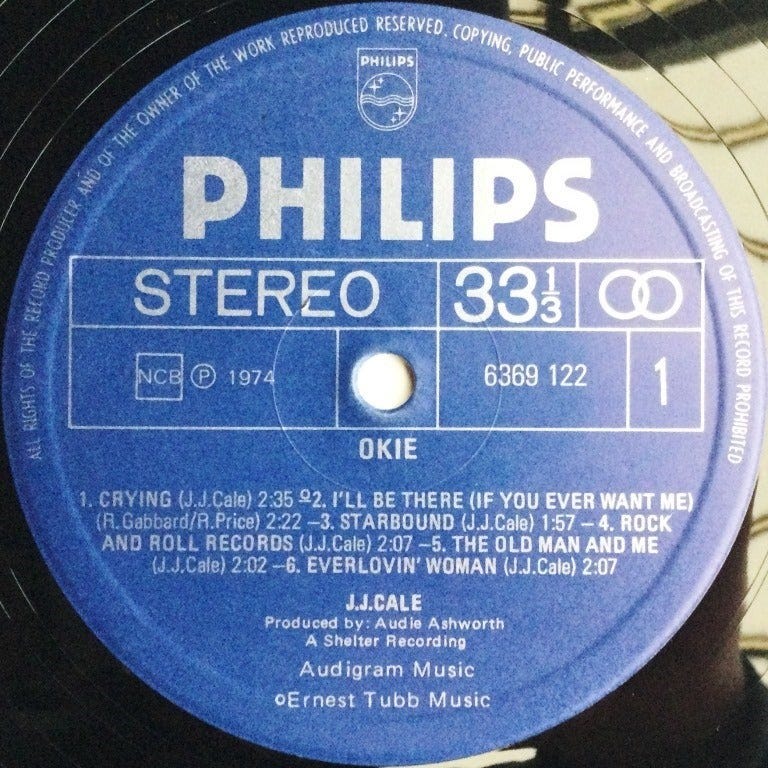 ALL RIGHTS OF THE RECORD PRODUCER AND OF THE OWNER OF THE WORK REPRODUCED RESERVED. COPYING, PUBLIC PERFORMANCE AND BROADCASTING OF THIS RECORD PROHIBITED
PHILIPS
PHILIPS
STEREO 33⅓
NCB ℗ 1974 6369 122 1
OKIE
1. CRYING (J.J.Cale) 2:35 o2. I'LL BE THERE (IF YOU EVER WANT ME)
(R.Gabbard/R.Price) 2:22 –3. STARBOUND (J.J.Cale) 1:57 – 4. ROCK
AND ROLL RECORDS (J.J.Cale) 2:07 –5. THE OLD MAN AND ME
(J.J.Cale) 2:02 –6. EVERLOVIN' WOMAN (J.J.Cale) 2:07
J.J.CALE
Produced by: Audie Ashworth
A Shelter Recording
Audigram Music
oErnest Tubb Music